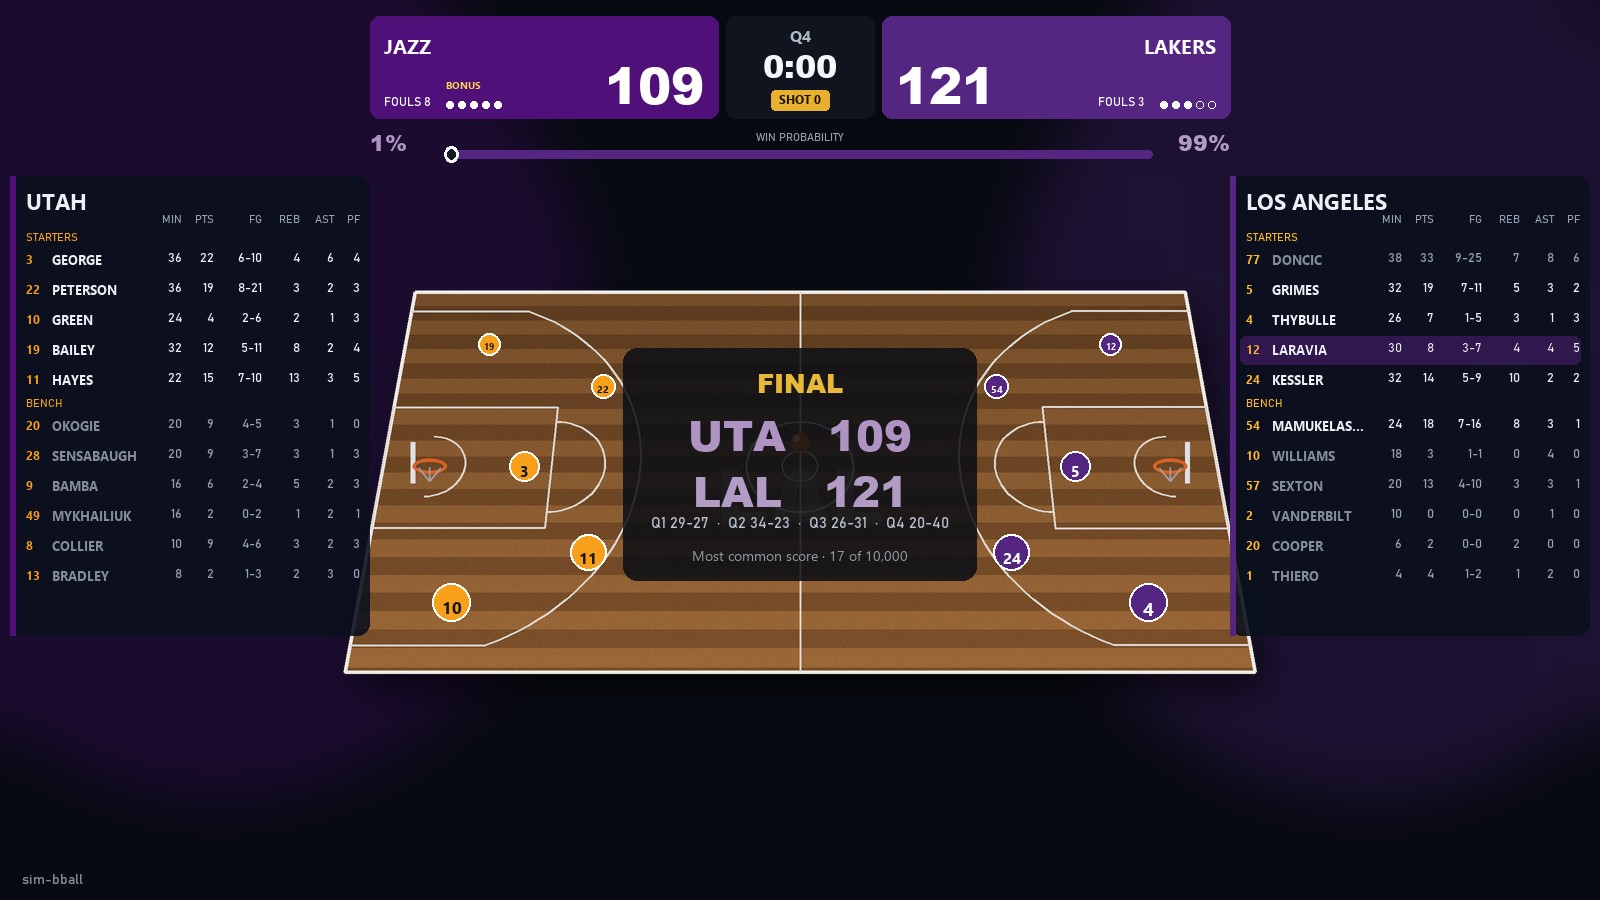 JAZZ
BONUS
FOULS 8
109
Q4
0:00
SHOT 0
LAKERS
121
FOULS 3
1%
WIN PROBABILITY
99%
UTAH
MIN PTS FG REB AST PF
STARTERS
3 GEORGE 36 22 6-10 4 6 4
22 PETERSON 36 19 8-21 3 2 3
10 GREEN 24 4 2-6 2 1 3
19 BAILEY 32 12 5-11 8 2 4
11 HAYES 22 15 7-10 13 3 5
BENCH
20 OKOGIE 20 9 4-5 3 1 0
28 SENSABAUGH 20 9 3-7 3 1 3
9 BAMBA 16 6 2-4 5 2 3
49 MYKHAILIUK 16 2 0-2 1 2 1
8 COLLIER 10 9 4-6 3 2 3
13 BRADLEY 8 2 1-3 2 3 0
19
22
3
11
10
FINAL
UTA 109
LAL 121
Q1 29-27 · Q2 34-23 · Q3 26-31 · Q4 20-40
Most common score · 17 of 10,000
12
54
5
24
4
LOS ANGELES
MIN PTS FG REB AST PF
STARTERS
77 DONCIC 38 33 9-25 7 8 6
5 GRIMES 32 19 7-11 5 3 2
4 THYBULLE 26 7 1-5 3 1 3
12 LARAVIA 30 8 3-7 4 4 5
24 KESSLER 32 14 5-9 10 2 2
BENCH
54 MAMUKELAS... 24 18 7-16 8 3 1
10 WILLIAMS 18 3 1-1 0 4 0
57 SEXTON 20 13 4-10 3 3 1
2 VANDERBILT 10 0 0-0 0 1 0
20 COOPER 6 2 0-0 2 0 0
1 THIERO 4 4 1-2 1 2 0
sim-bball